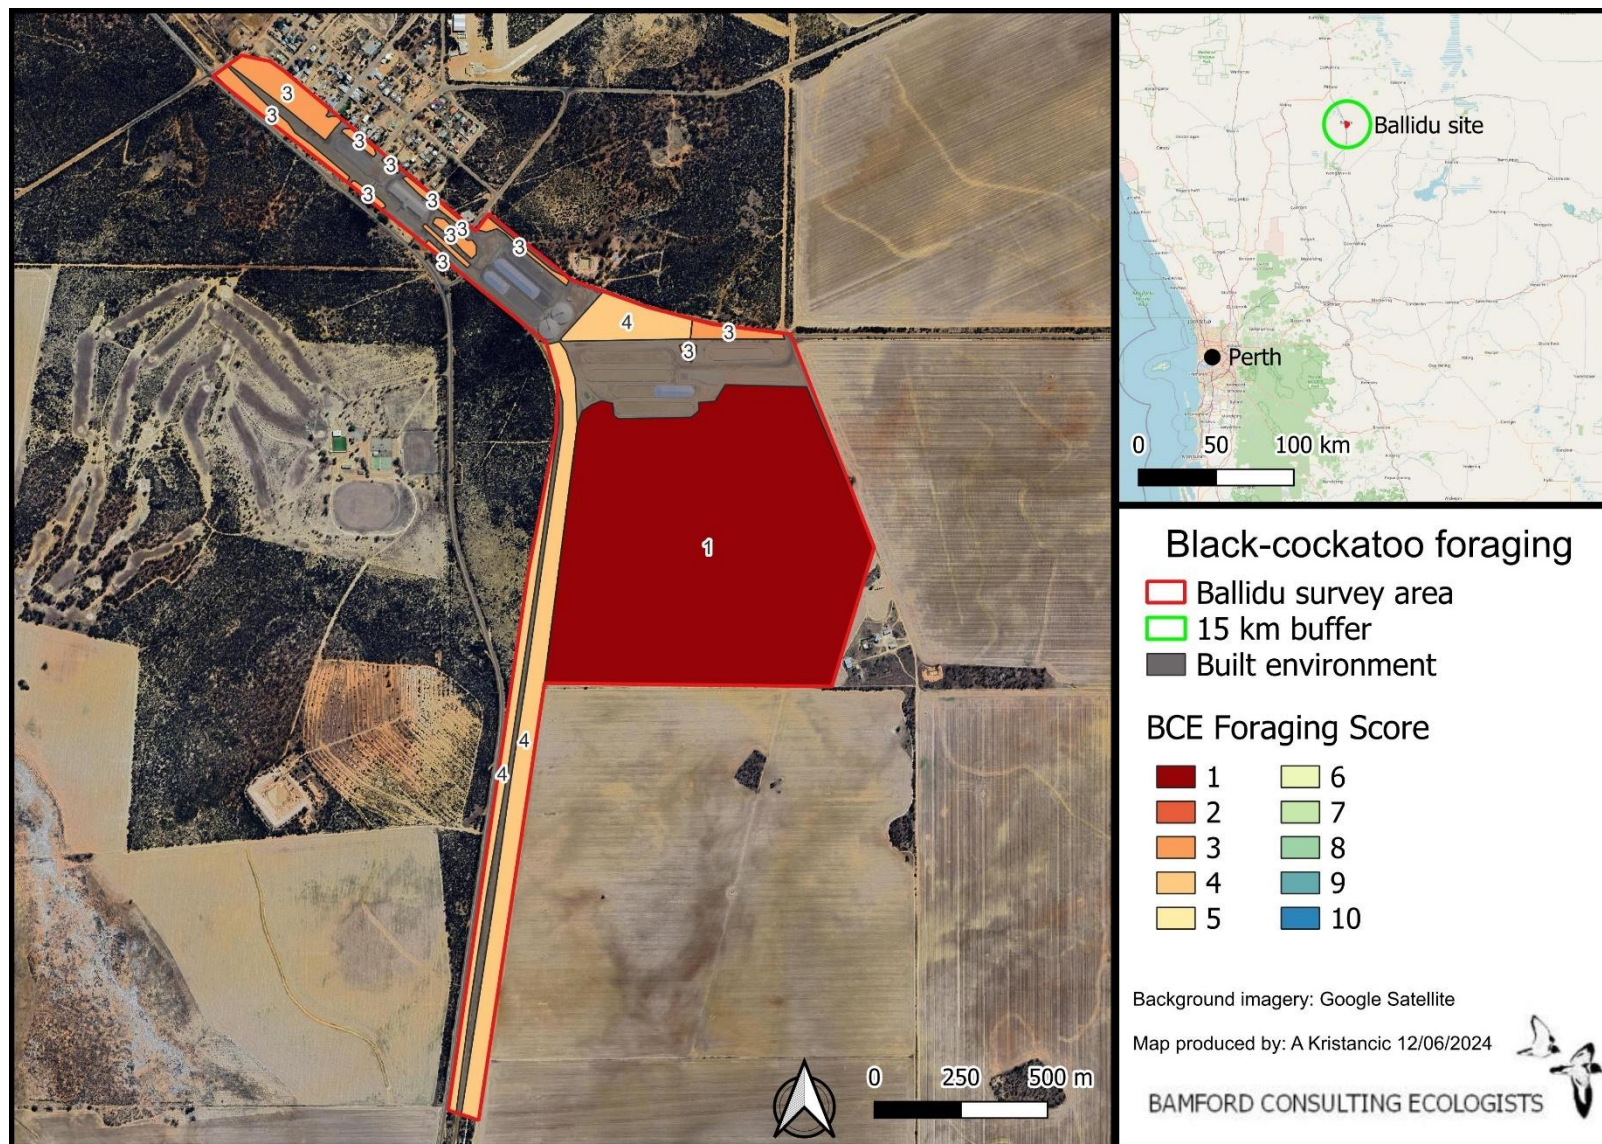 3
3
3
3
3
3
3
3
3
3
4
3
3
1
4
4
0 250 500 m
Ballidu site
Perth
0 50 100 km
Black-cockatoo foraging
Ballidu survey area
15 km buffer
Built environment
BCE Foraging Score
1 6
2 7
3 8
4 9
5 10
Background imagery: Google Satellite
Map produced by: A Kristancic 12/06/2024
BAMFORD CONSULTING ECOLOGISTS